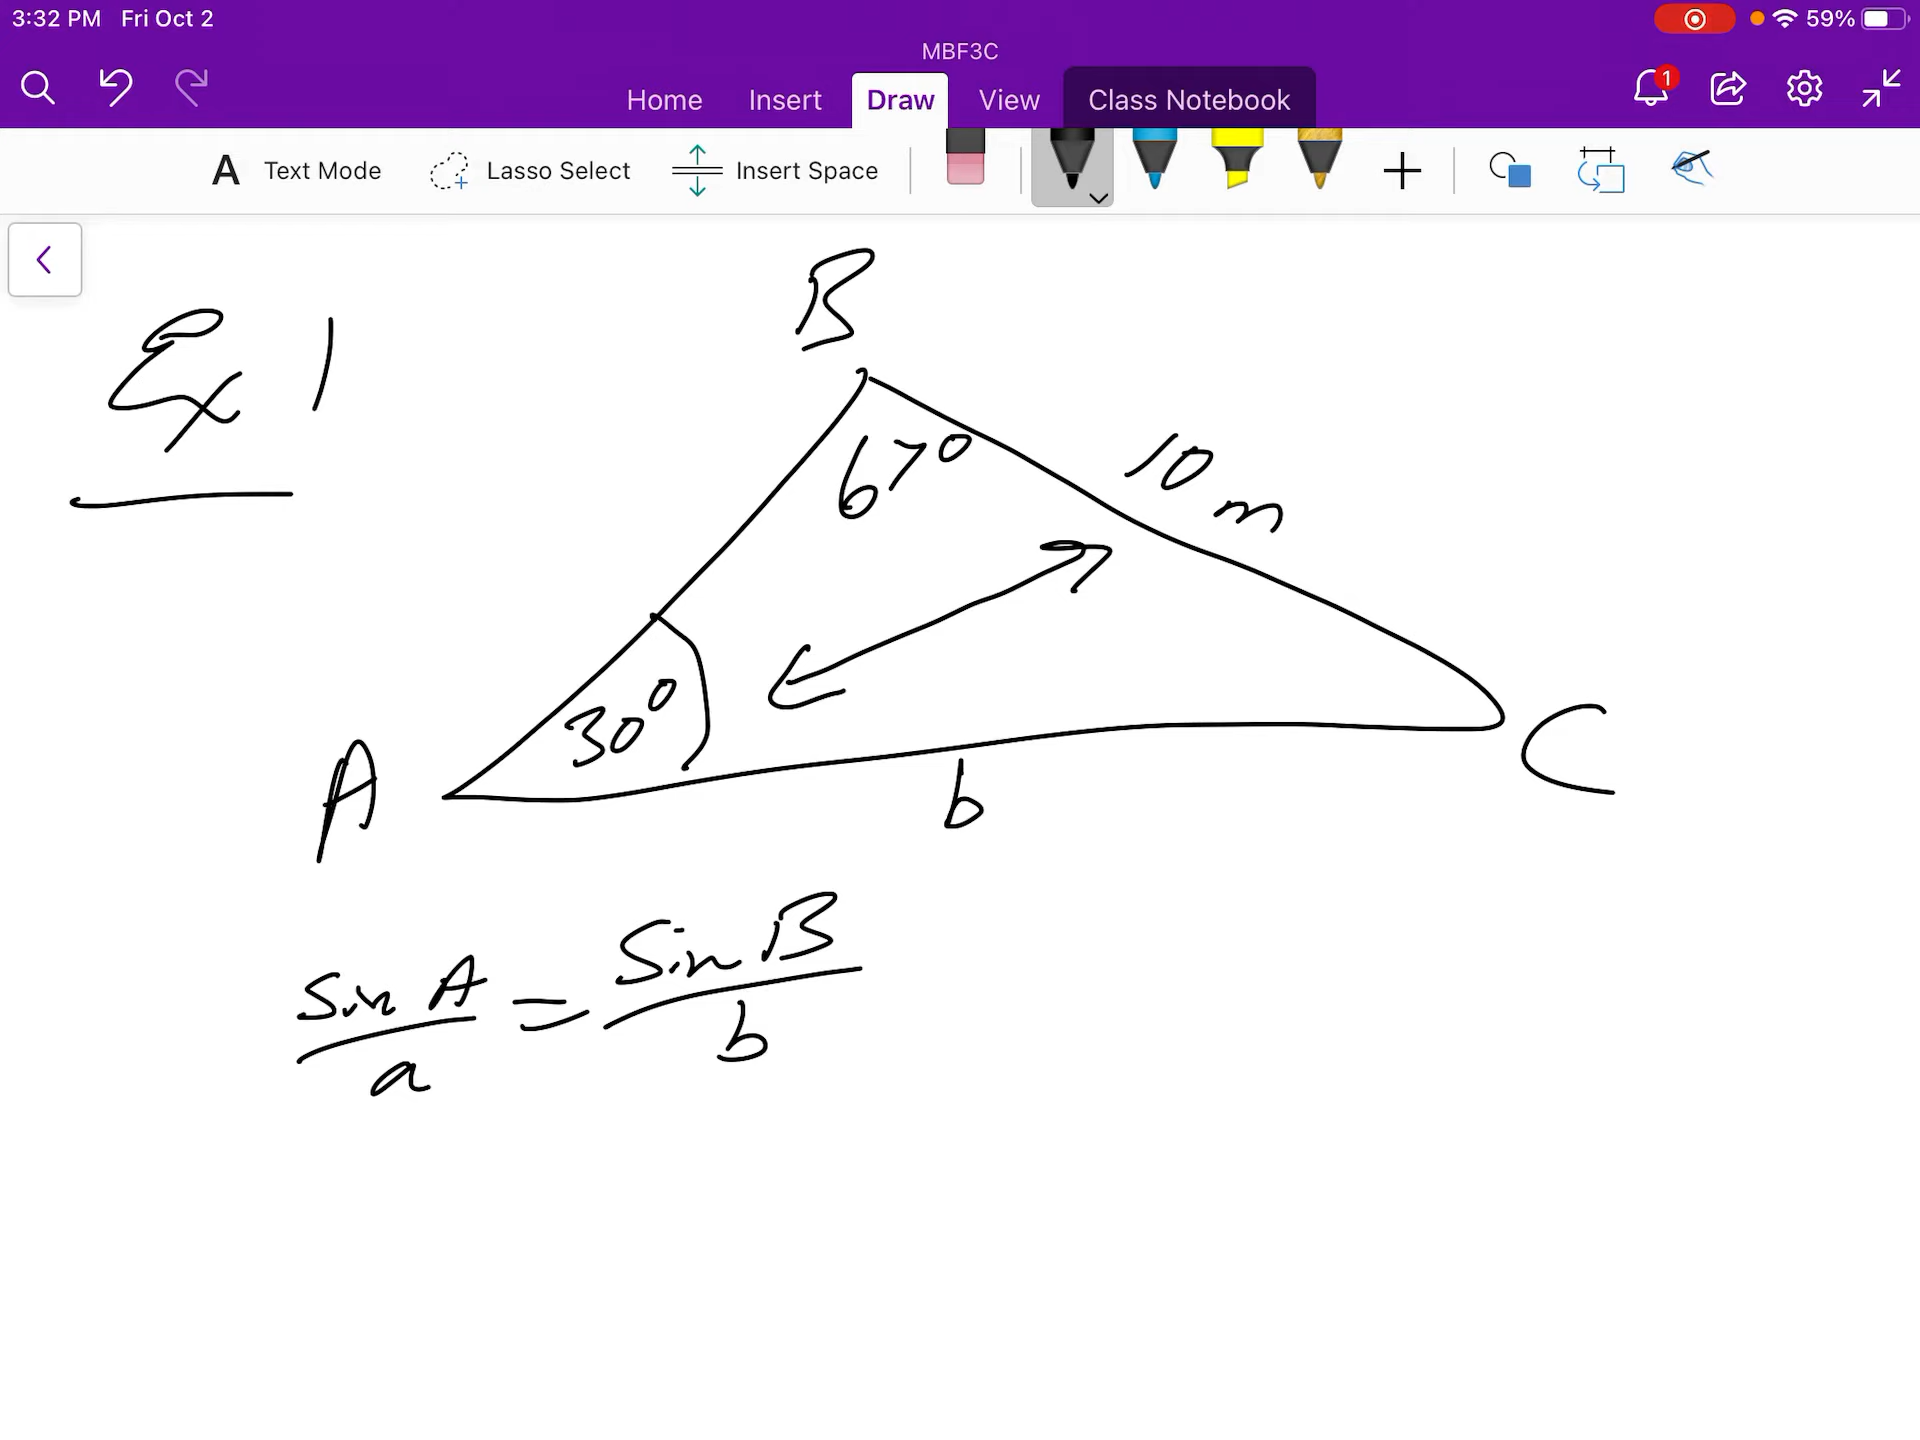 3:32 PM Fri Oct 2
59%
MBF3C
Home Insert Draw View Class Notebook
1
A Text Mode Lasso Select Insert Space
Ex 1
B
67°
10 m
30°
A
C
b
sin A / a = sin B / b